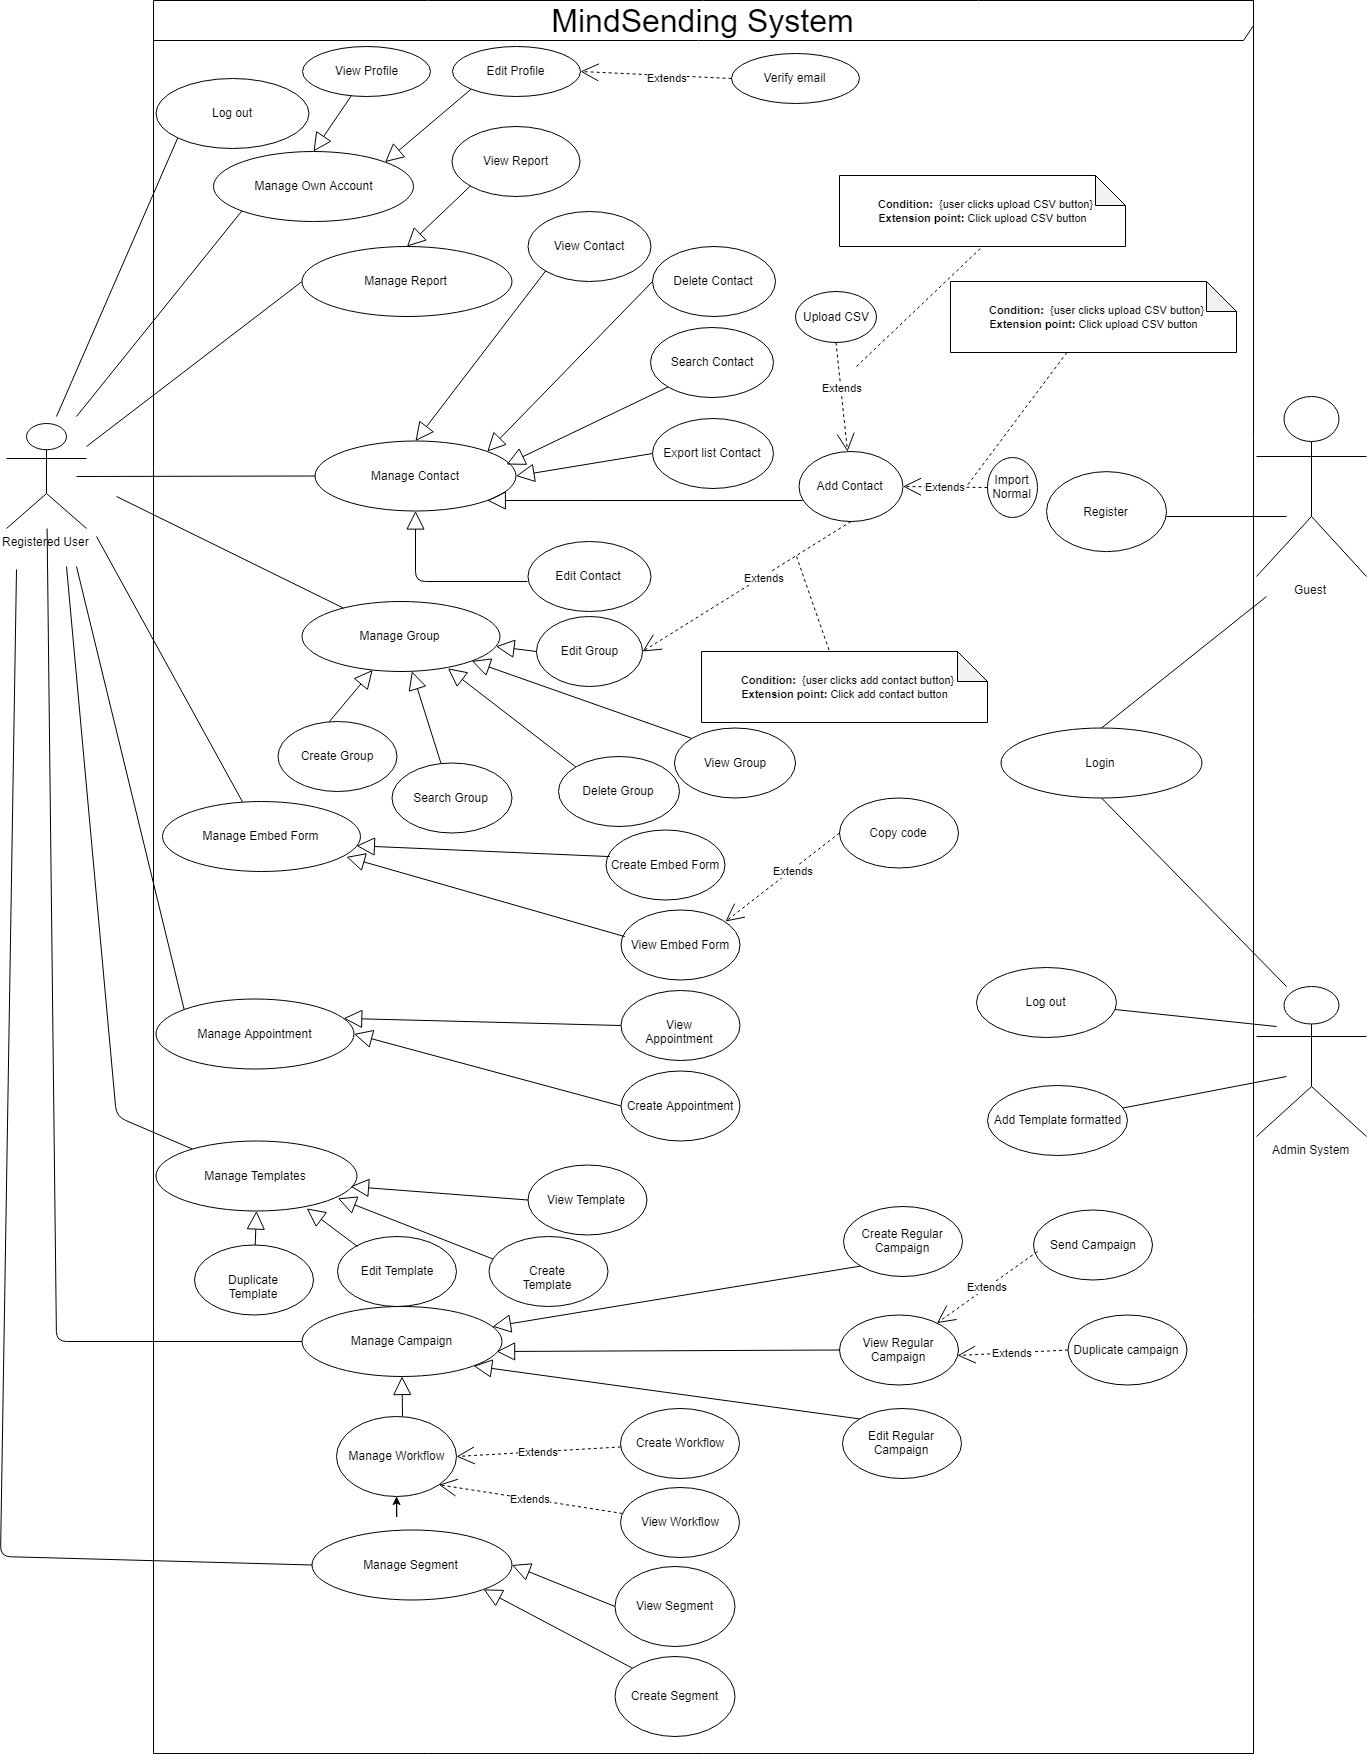 MindSending System
View Profile
Edit Profile
Extends
Verify email
Log out
Manage Own Account
View Report
Condition:  {user clicks upload CSV button}
Extension point: Click upload CSV button
View Contact
Manage Report
Delete Contact
Condition:  {user clicks upload CSV button}
Extension point: Click upload CSV button
Upload CSV
Search Contact
Extends
Export list Contact
Manage Contact
Add Contact
Extends
Import
Normal
Register
Registered User
Edit Contact
Extends
Guest
Manage Group
Edit Group
Condition:  {user clicks add contact button}
Extension point: Click add contact button
Create Group
Search Group
Delete Group
View Group
Login
Manage Embed Form
Create Embed Form
Copy code
Extends
View Embed Form
Log out
Manage Appointment
View
Appointment
Create Appointment
Add Template formatted
Admin System
Manage Templates
View Template
Duplicate
Template
Edit Template
Create
Template
Create Regular
Campaign
Send Campaign
Extends
Manage Campaign
View Regular
Campaign
Extends
Duplicate campaign
Edit Regular
Campaign
Manage Workflow
Extends
Create Workflow
Extends
View Workflow
Manage Segment
View Segment
Create Segment